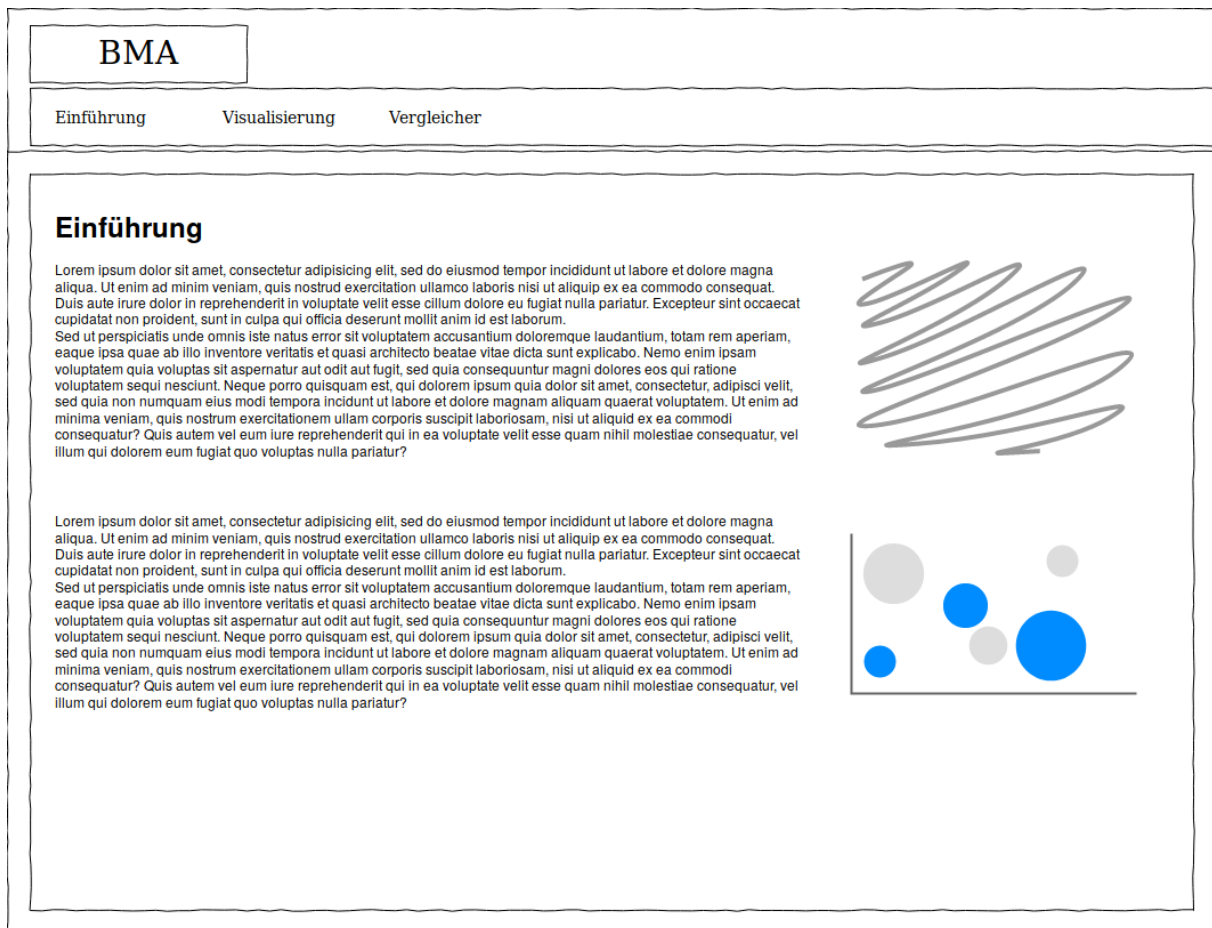 BMA
Einführung Visualisierung Vergleicher
Einführung
Lorem ipsum dolor sit amet, consectetur adipisicing elit, sed do eiusmod tempor incididunt ut labore et dolore magna
aliqua. Ut enim ad minim veniam, quis nostrud exercitation ullamco laboris nisi ut aliquip ex ea commodo consequat.
Duis aute irure dolor in reprehenderit in voluptate velit esse cillum dolore eu fugiat nulla pariatur. Excepteur sint occaecat
cupidatat non proident, sunt in culpa qui officia deserunt mollit anim id est laborum.
Sed ut perspiciatis unde omnis iste natus error sit voluptatem accusantium doloremque laudantium, totam rem aperiam,
eaque ipsa quae ab illo inventore veritatis et quasi architecto beatae vitae dicta sunt explicabo. Nemo enim ipsam
voluptatem quia voluptas sit aspernatur aut odit aut fugit, sed quia consequuntur magni dolores eos qui ratione
voluptatem sequi nesciunt. Neque porro quisquam est, qui dolorem ipsum quia dolor sit amet, consectetur, adipisci velit,
sed quia non numquam eius modi tempora incidunt ut labore et dolore magnam aliquam quaerat voluptatem. Ut enim ad
minima veniam, quis nostrum exercitationem ullam corporis suscipit laboriosam, nisi ut aliquid ex ea commodi
consequatur? Quis autem vel eum iure reprehenderit qui in ea voluptate velit esse quam nihil molestiae consequatur, vel
illum qui dolorem eum fugiat quo voluptas nulla pariatur?
Lorem ipsum dolor sit amet, consectetur adipisicing elit, sed do eiusmod tempor incididunt ut labore et dolore magna
aliqua. Ut enim ad minim veniam, quis nostrud exercitation ullamco laboris nisi ut aliquip ex ea commodo consequat.
Duis aute irure dolor in reprehenderit in voluptate velit esse cillum dolore eu fugiat nulla pariatur. Excepteur sint occaecat
cupidatat non proident, sunt in culpa qui officia deserunt mollit anim id est laborum.
Sed ut perspiciatis unde omnis iste natus error sit voluptatem accusantium doloremque laudantium, totam rem aperiam,
eaque ipsa quae ab illo inventore veritatis et quasi architecto beatae vitae dicta sunt explicabo. Nemo enim ipsam
voluptatem quia voluptas sit aspernatur aut odit aut fugit, sed quia consequuntur magni dolores eos qui ratione
voluptatem sequi nesciunt. Neque porro quisquam est, qui dolorem ipsum quia dolor sit amet, consectetur, adipisci velit,
sed quia non numquam eius modi tempora incidunt ut labore et dolore magnam aliquam quaerat voluptatem. Ut enim ad
minima veniam, quis nostrum exercitationem ullam corporis suscipit laboriosam, nisi ut aliquid ex ea commodi
consequatur? Quis autem vel eum iure reprehenderit qui in ea voluptate velit esse quam nihil molestiae consequatur, vel
illum qui dolorem eum fugiat quo voluptas nulla pariatur?